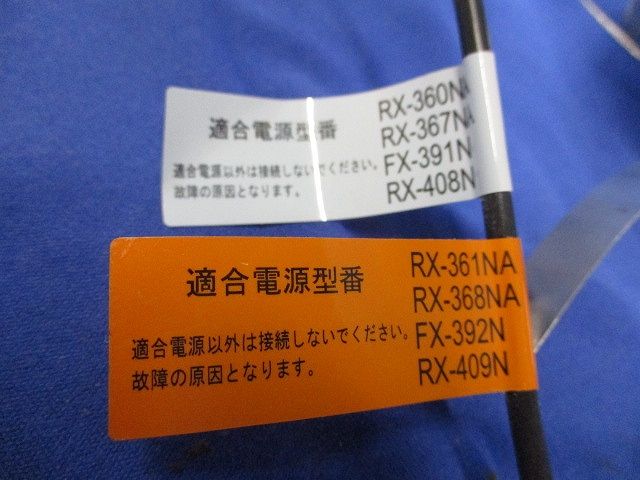 適合電源型番
適合電源以外は接続しないでください。
故障の原因となります。
RX-360NA
RX-367NA
FX-391N
RX-408N
適合電源型番
適合電源以外は接続しないでください。
故障の原因となります。
RX-361NA
RX-368NA
FX-392N
RX-409N